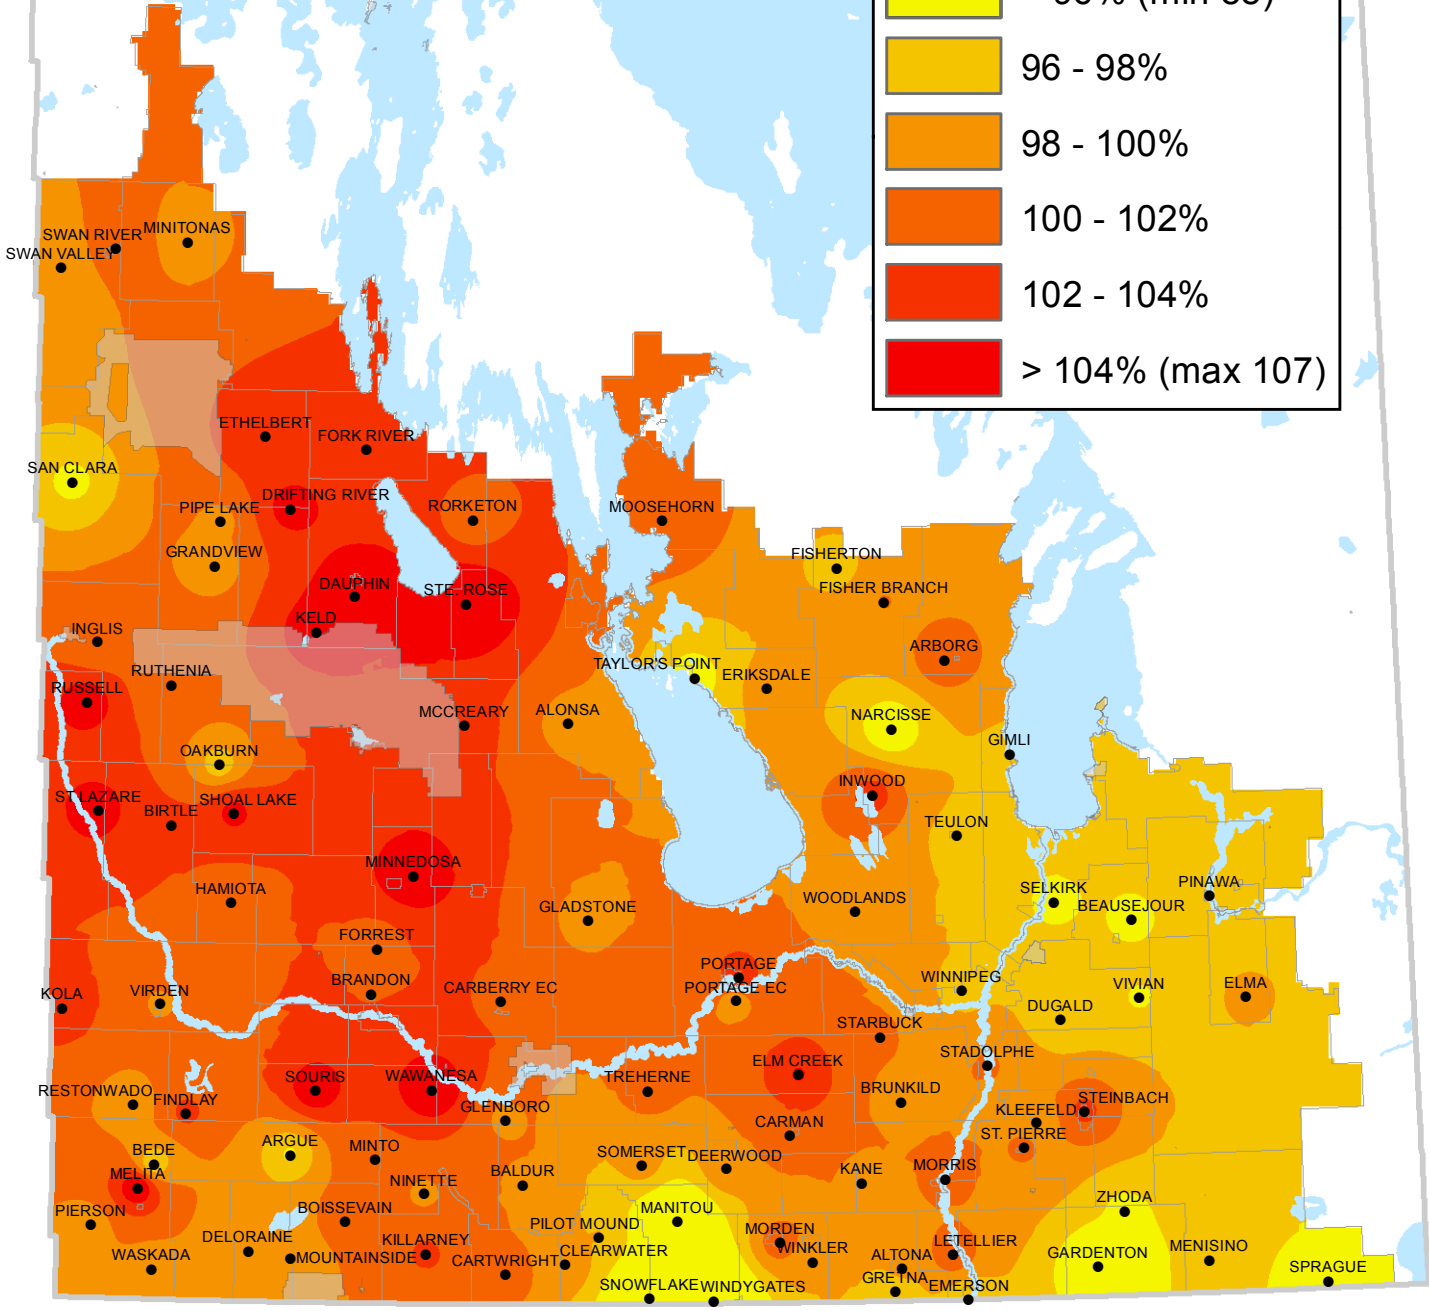 96 - 98%
98 - 100%
100 - 102%
102 - 104%
> 104% (max 107)
SWAN RIVER
MINITONAS
SWAN VALLEY
ETHELBERT
FORK RIVER
SAN CLARA
DRIFTING RIVER
PIPE LAKE
RORKETON
MOOSEHORN
GRANDVIEW
FISHERTON
DAUPHIN
STE. ROSE
FISHER BRANCH
KELD
INGLIS
ARBORG
RUTHENIA
TAYLOR'S POINT
ERIKSDALE
RUSSELL
MCCREARY
ALONSA
NARCISSE
OAKBURN
GIMLI
ST LAZARE
BIRTLE
SHOAL LAKE
INWOOD
TEULON
MINNEDOSA
HAMIOTA
GLADSTONE
WOODLANDS
SELKIRK
PINAWA
BEAUSEJOUR
FORREST
PORTAGE
KOLA
VIRDEN
BRANDON
CARBERRY EC
PORTAGE EC
WINNIPEG
VIVIAN
ELMA
DUGALD
STARBUCK
STADOLPHE
RESTONWADO
FINDLAY
SOURIS
WAWANESA
TREHERNE
ELM CREEK
BRUNKILD
STEINBACH
GLENBORO
KLEEFELD
CARMAN
ST. PIERRE
BEDE
ARGUE
MINTO
SOMERSET
DEERWOOD
MELITA
NINETTE
BALDUR
KANE
MORRIS
PIERSON
BOISSEVAIN
MANITOU
ZHODA
PILOT MOUND
DELORAINE
KILLARNEY
MORDEN
WINKLER
LETELLIER
WASKADA
MOUNTAINSIDE
CARTWRIGHT
CLEARWATER
ALTONA
GARDENTON
MENISINO
SPRAGUE
SNOWFLAKE
WINDYGATES
GRETNA
EMERSON